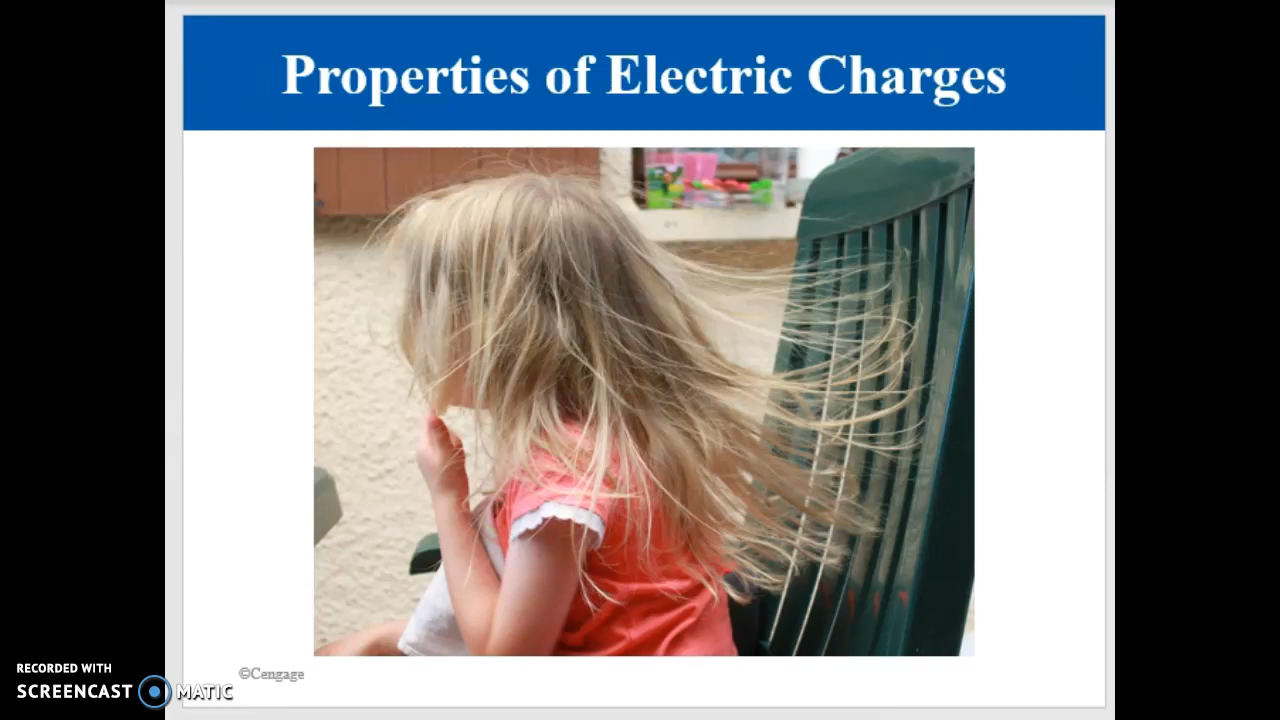 Properties of Electric Charges
©Cengage
RECORDED WITH
SCREENCAST MATIC